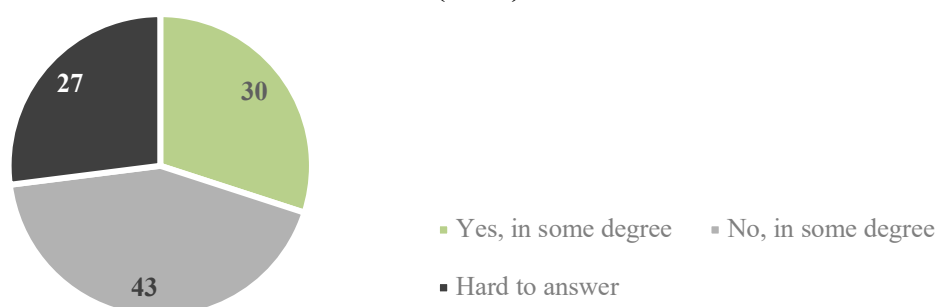 27
30
43
Yes, in some degree
No, in some degree
Hard to answer